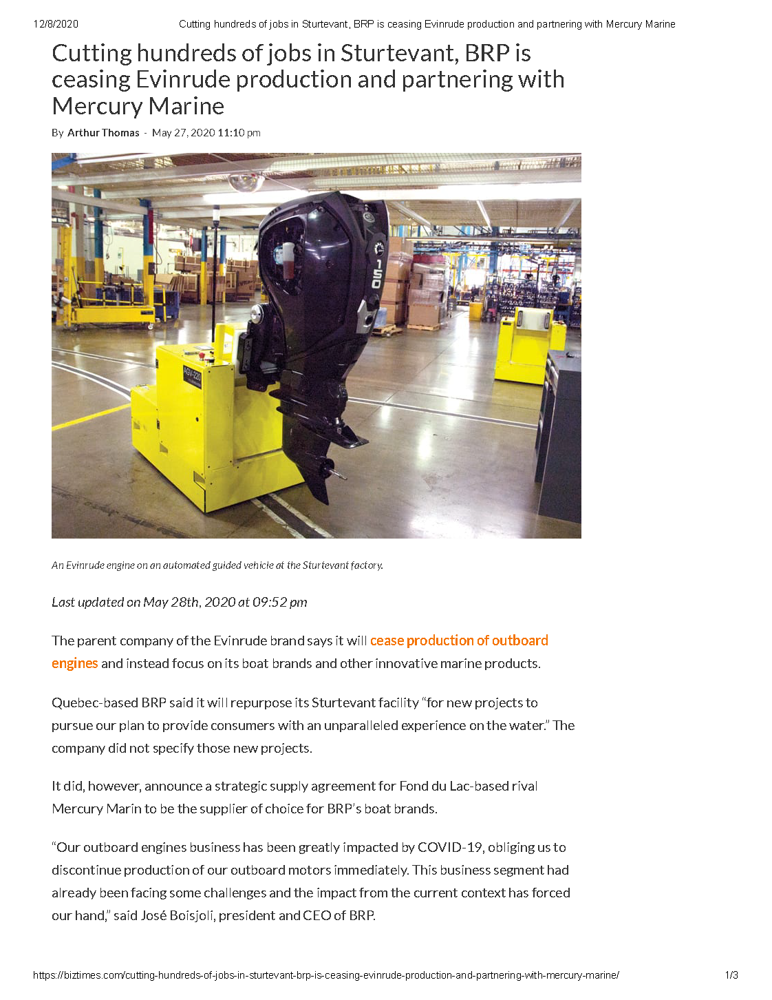 12/8/2020 Cutting hundreds of jobs in Sturtevant, BRP is ceasing Evinrude production and partnering with Mercury Marine
Cutting hundreds of jobs in Sturtevant, BRP is
ceasing Evinrude production and partnering with
Mercury Marine
By Arthur Thomas - May 27, 2020 11:10 pm
150
AGV-220
An Evinrude engine on an automated guided vehicle at the Sturtevant factory.
Last updated on May 28th, 2020 at 09:52 pm
The parent company of the Evinrude brand says it will cease production of outboard
engines and instead focus on its boat brands and other innovative marine products.
Quebec-based BRP said it will repurpose its Sturtevant facility “for new projects to
pursue our plan to provide consumers with an unparalleled experience on the water.” The
company did not specify those new projects.
It did, however, announce a strategic supply agreement for Fond du Lac-based rival
Mercury Marin to be the supplier of choice for BRP’s boat brands.
“Our outboard engines business has been greatly impacted by COVID-19, obliging us to
discontinue production of our outboard motors immediately. This business segment had
already been facing some challenges and the impact from the current context has forced
our hand,” said José Boisjoli, president and CEO of BRP.
https://biztimes.com/cutting-hundreds-of-jobs-in-sturtevant-brp-is-ceasing-evinrude-production-and-partnering-with-mercury-marine/ 1/3